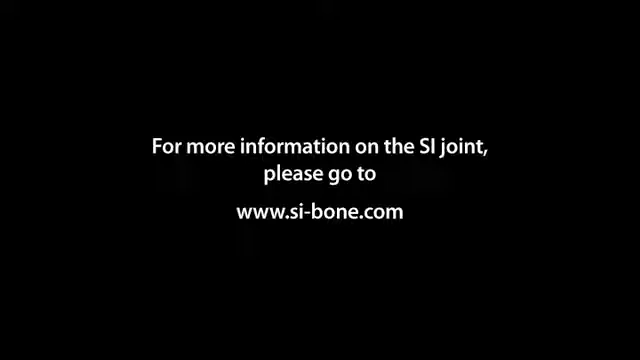 For more information on the SI joint,
please go to
www.si-bone.com